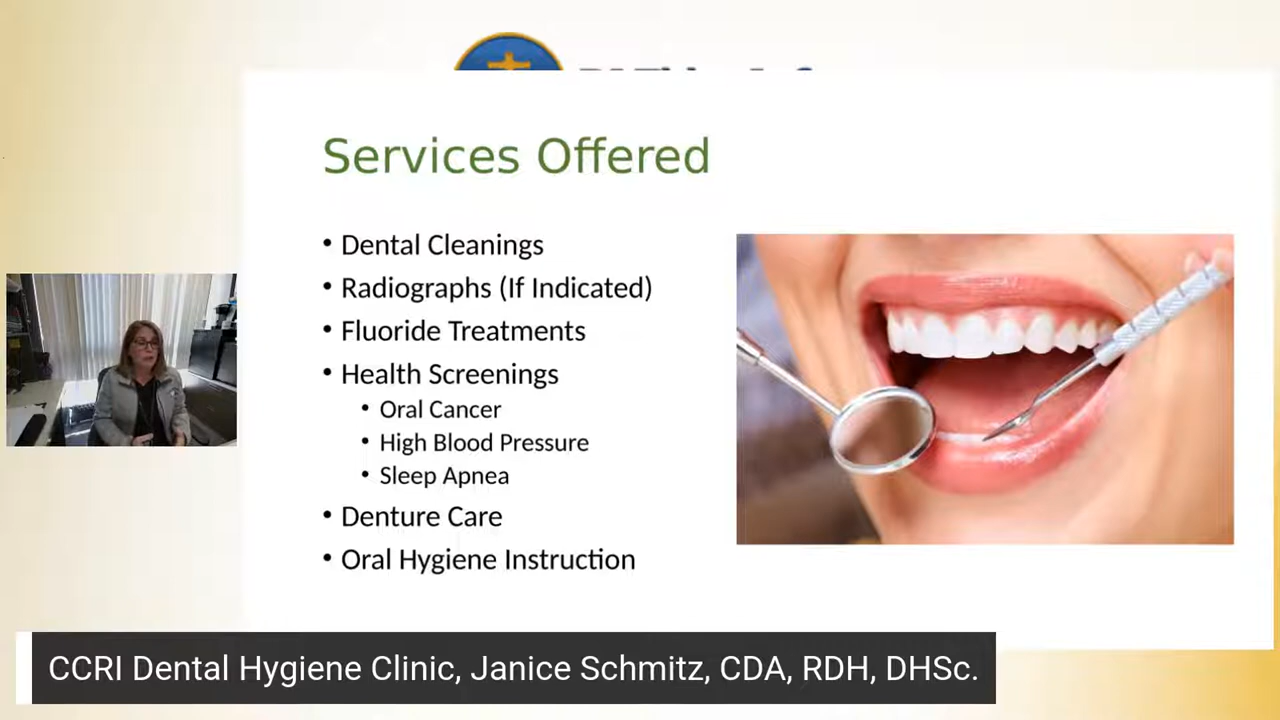 Services Offered
• Dental Cleanings
• Radiographs (If Indicated)
• Fluoride Treatments
• Health Screenings
• Oral Cancer
• High Blood Pressure
• Sleep Apnea
• Denture Care
• Oral Hygiene Instruction
CCRI Dental Hygiene Clinic, Janice Schmitz, CDA, RDH, DHSc.